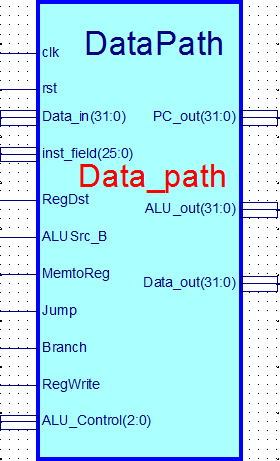 DataPath
clk
rst
Data_in(31:0)
PC_out(31:0)
inst_field(25:0)
Data_path
RegDst
ALU_out(31:0)
ALUSrc_B
MemtoReg
Data_out(31:0)
Jump
Branch
RegWrite
ALU_Control(2:0)